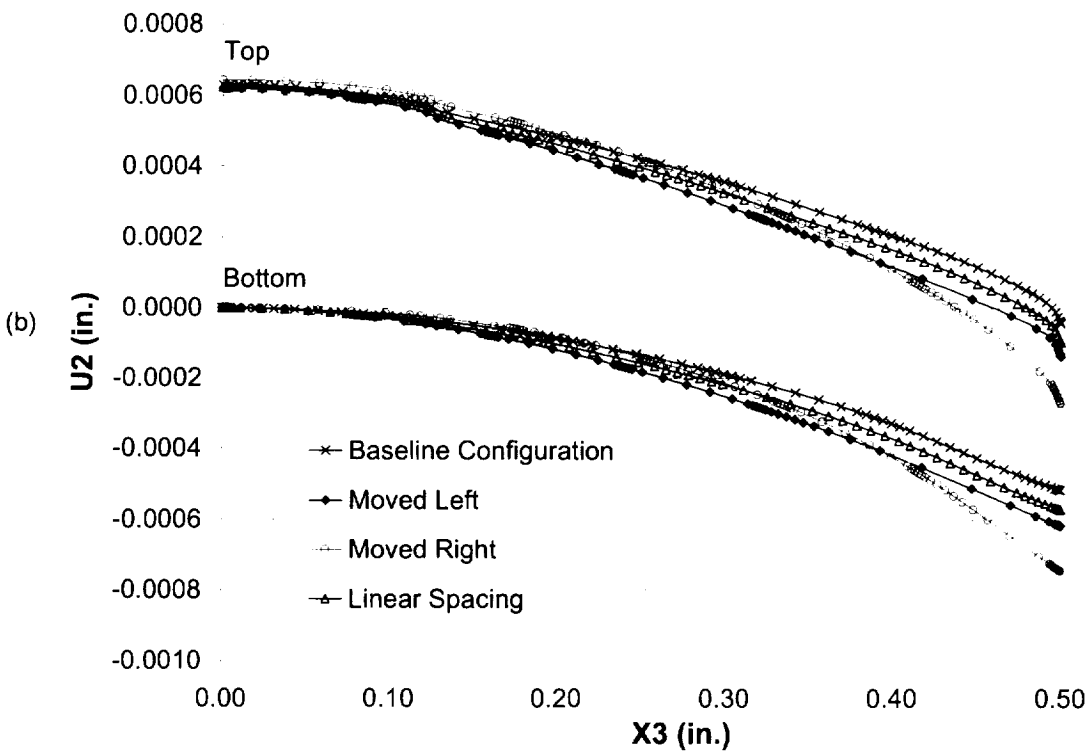 0.0008
Top
0.0006
0.0004
0.0002
Bottom
0.0000
(b)
U2 (in.)
-0.0002
-0.0004
Baseline Configuration
-0.0006
Moved Left
Moved Right
-0.0008
Linear Spacing
-0.0010
0.00 0.10 0.20 0.30 0.40 0.50
X3 (in.)